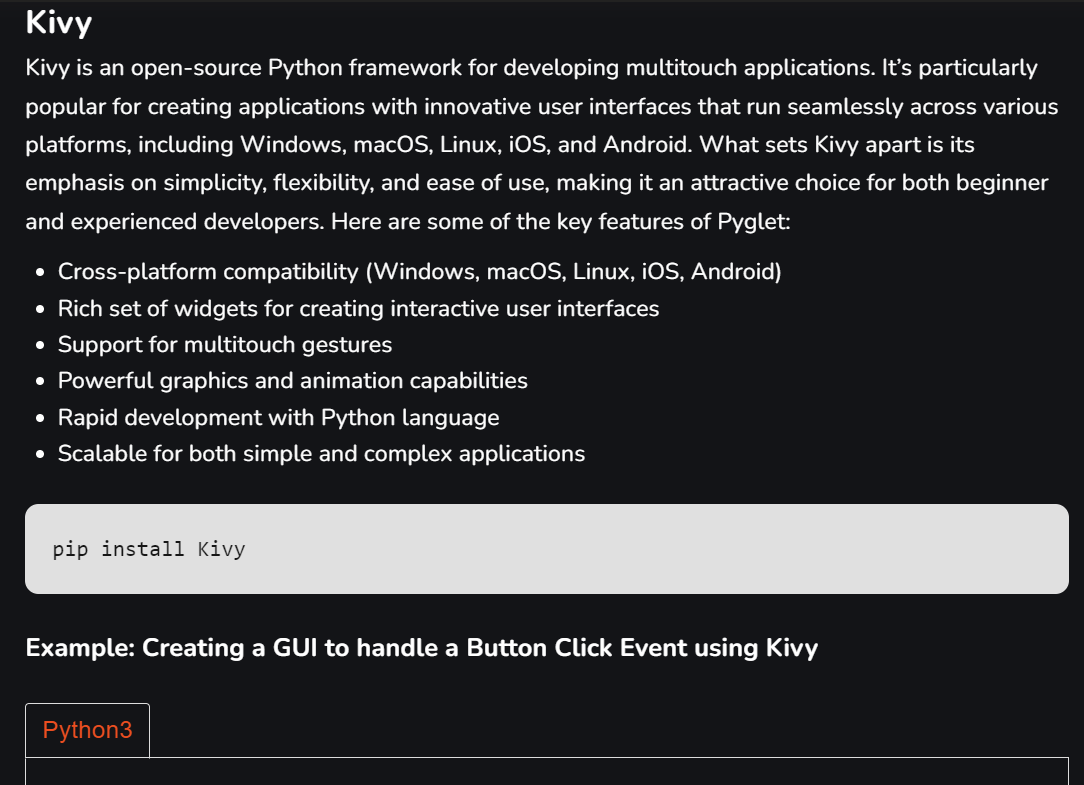 Kivy
Kivy is an open-source Python framework for developing multitouch applications. It’s particularly
popular for creating applications with innovative user interfaces that run seamlessly across various
platforms, including Windows, macOS, Linux, iOS, and Android. What sets Kivy apart is its
emphasis on simplicity, flexibility, and ease of use, making it an attractive choice for both beginner
and experienced developers. Here are some of the key features of Pyglet:
• Cross-platform compatibility (Windows, macOS, Linux, iOS, Android)
• Rich set of widgets for creating interactive user interfaces
• Support for multitouch gestures
• Powerful graphics and animation capabilities
• Rapid development with Python language
• Scalable for both simple and complex applications
pip install Kivy
Example: Creating a GUI to handle a Button Click Event using Kivy
Python3